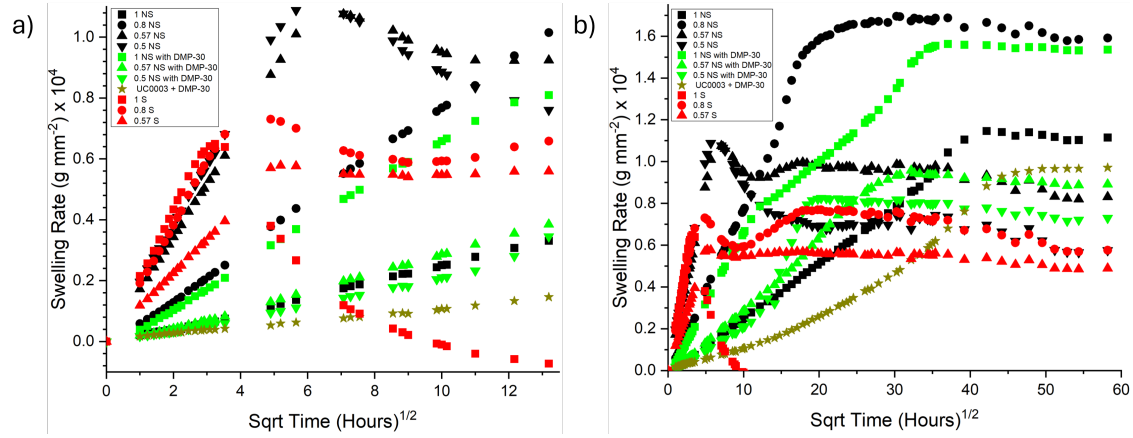 a)
1 NS
0.8 NS
0.57 NS
0.5 NS
1 NS with DMP-30
0.57 NS with DMP-30
0.5 NS with DMP-30
UC0003 + DMP-30
1 S
0.8 S
0.57 S
Swelling Rate (g mm⁻²) x 10⁴
1.0
0.8
0.6
0.4
0.2
0.0
0 2 4 6 8 10 12
Sqrt Time (Hours)¹/²
b)
1 NS
0.8 NS
0.57 NS
0.5 NS
1 NS with DMP-30
0.57 NS with DMP-30
0.5 NS with DMP-30
UC0003 + DMP-30
1 S
0.8 S
0.57 S
Swelling Rate (g mm⁻²) x 10⁴
1.6
1.4
1.2
1.0
0.8
0.6
0.4
0.2
0.0
0 10 20 30 40 50 60
Sqrt Time (Hours)¹/²